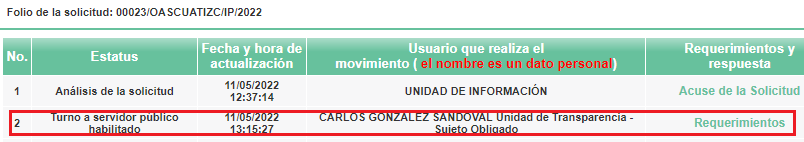 Folio de la solicitud: 00023/OASCUATIZC/IP/2022
No. Estatus Fecha y hora de actualización Usuario que realiza el movimiento ( el nombre es un dato personal) Requerimientos y respuesta
1 Análisis de la solicitud 11/05/2022 12:37:14 UNIDAD DE INFORMACIÓN Acuse de la Solicitud
2 Turno a servidor público habilitado 11/05/2022 13:15:27 CARLOS GONZALEZ SANDOVAL Unidad de Transparencia - Sujeto Obligado Requerimientos